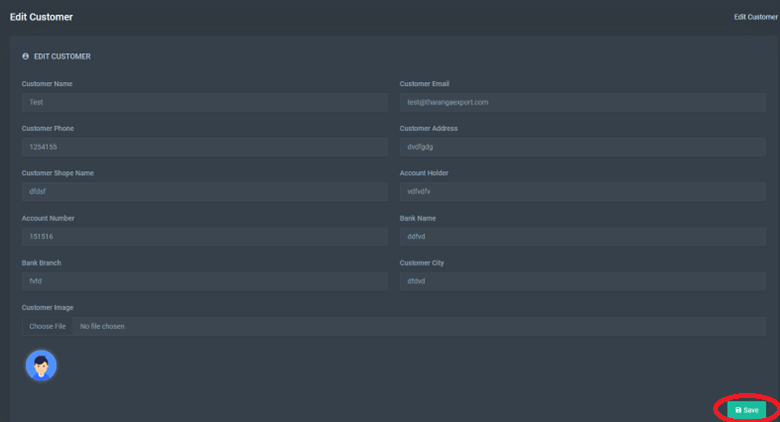 Edit Customer
Edit Customer
EDIT CUSTOMER
Customer Name
Customer Email
Test
test@tharangaexport.com
Customer Phone
Customer Address
1254155
dvdfgdg
Customer Shope Name
Account Holder
dfdsf
vdfvdfv
Account Number
Bank Name
151516
ddfvd
Bank Branch
Customer City
fvfd
dfdvd
Customer Image
Choose File No file chosen
Save